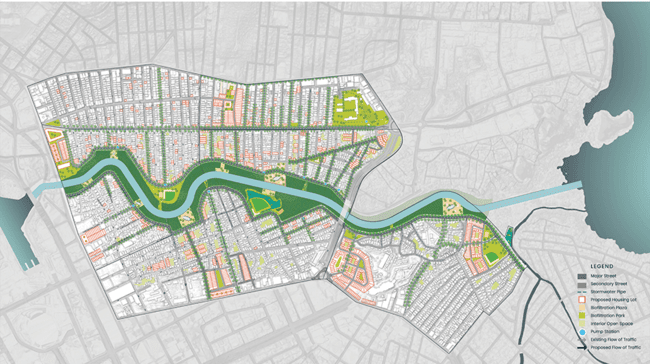 LEGEND
Major Street
Secondary Street
Stormwater Pipe
Proposed Housing Lot
Biofiltration Plaza
Biofiltration Park
Interior Open Space
Pump Station
Existing Flow of Traffic
Proposed Flow of Traffic